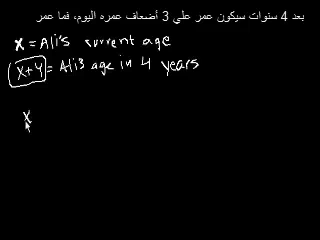 بعد 4 سنوات سيكون عمر علي 3 أضعاف عمره اليوم، فما عمر
x = Ali's current age
x+4 = Ali's age in 4 years
x